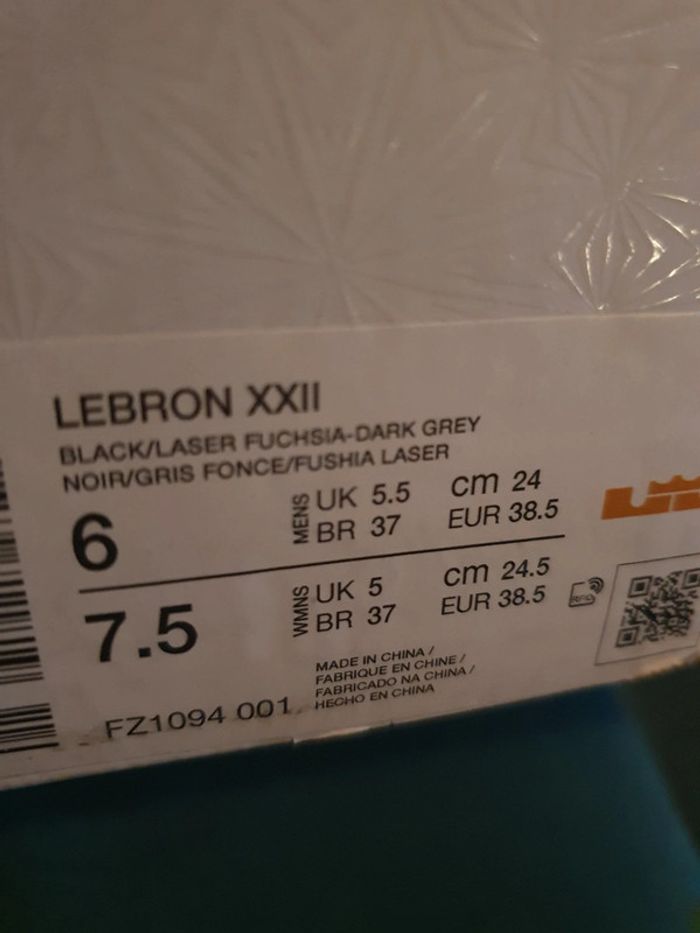 LEBRON XXII
BLACK/LASER FUCHSIA-DARK GREY
NOIR/GRIS FONCE/FUSHIA LASER
6 MENS UK 5.5 cm 24
BR 37 EUR 38.5
7.5 WMNS UK 5 cm 24.5
BR 37 EUR 38.5
RFID
MADE IN CHINA /
FABRIQUE EN CHINE /
FABRICADO NA CHINA /
HECHO EN CHINA
FZ1094 001